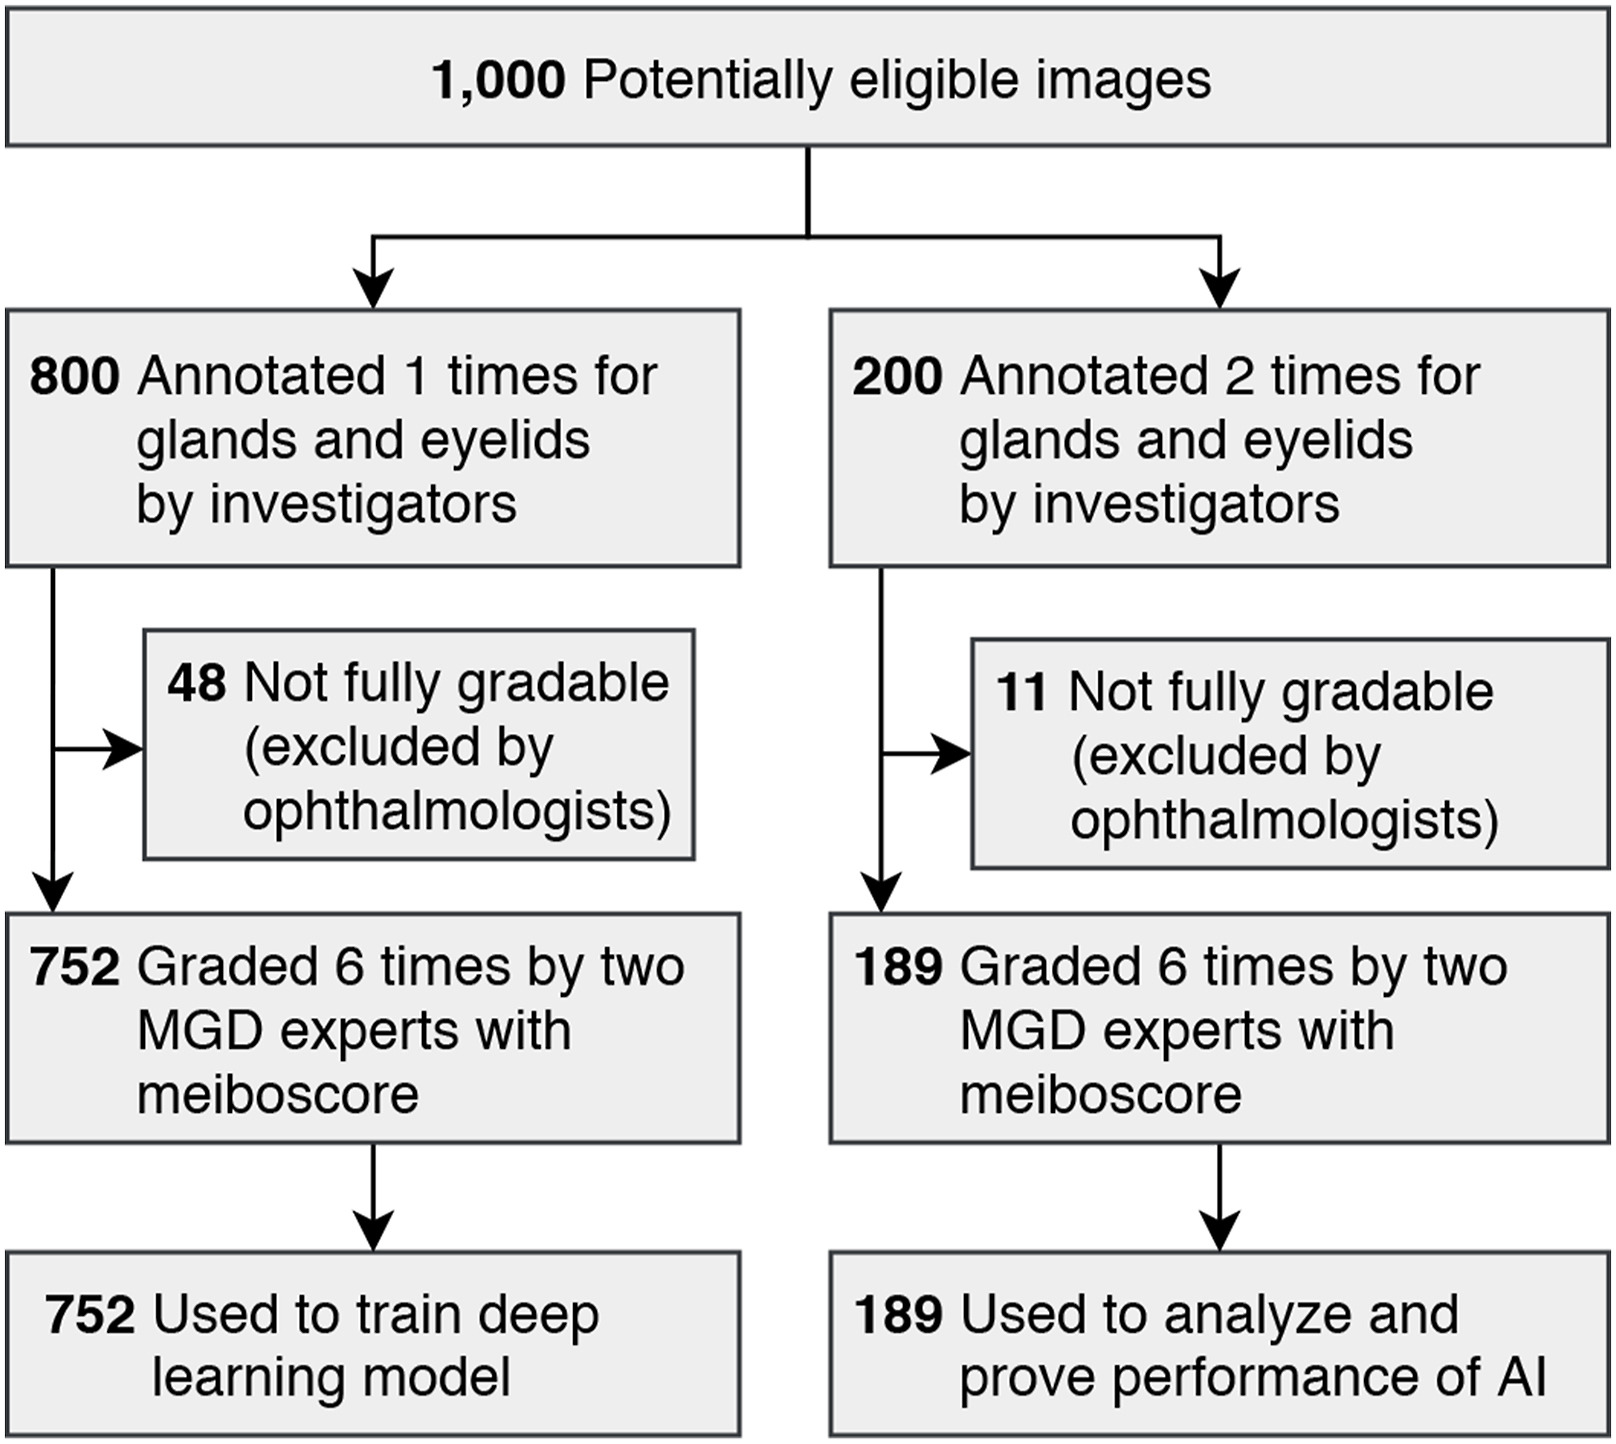 1,000 Potentially eligible images
800 Annotated 1 times for
glands and eyelids
by investigators
200 Annotated 2 times for
glands and eyelids
by investigators
48 Not fully gradable
(excluded by
ophthalmologists)
11 Not fully gradable
(excluded by
ophthalmologists)
752 Graded 6 times by two
MGD experts with
meiboscore
189 Graded 6 times by two
MGD experts with
meiboscore
752 Used to train deep
learning model
189 Used to analyze and
prove performance of AI